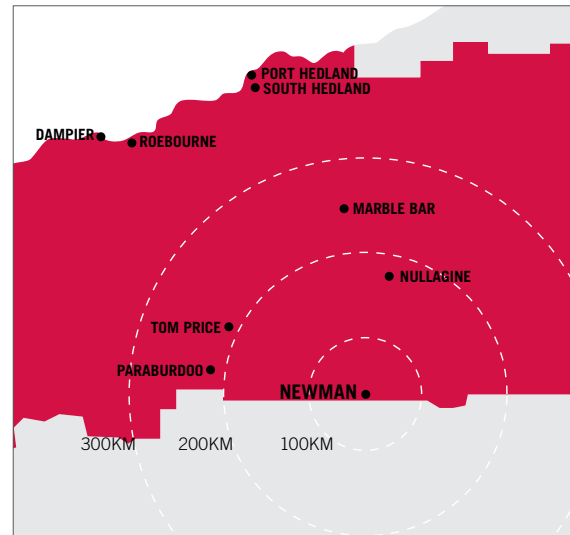 PORT HEDLAND
SOUTH HEDLAND
DAMPIER
ROEBOURNE
MARBLE BAR
NULLAGINE
TOM PRICE
PARABURDOO
NEWMAN
300KM 200KM 100KM